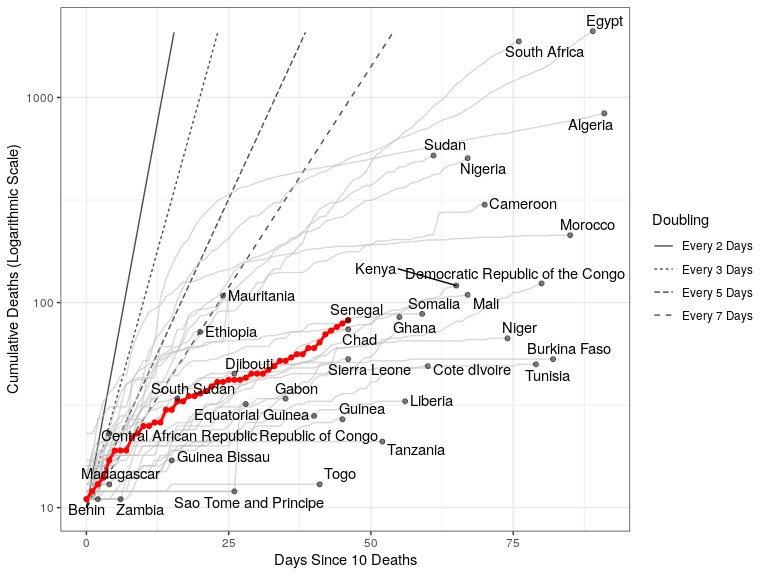 Egypt
South Africa
1000
Algeria
Sudan
Nigeria
Cameroon
Morocco
Kenya
Democratic Republic of the Congo
Mauritania
100
Senegal
Somalia
Mali
Ethiopia
Ghana
Niger
Chad
Burkina Faso
Djibouti
Sierra Leone
Cote dIvoire
Tunisia
South Sudan
Gabon
Liberia
Equatorial Guinea
Guinea
Central African Republic
Republic of Congo
Tanzania
Guinea Bissau
Madagascar
Togo
Sao Tome and Principe
10
Benin
Zambia
0
25
50
75
Days Since 10 Deaths
Cumulative Deaths (Logarithmic Scale)
Doubling
Every 2 Days
Every 3 Days
Every 5 Days
Every 7 Days